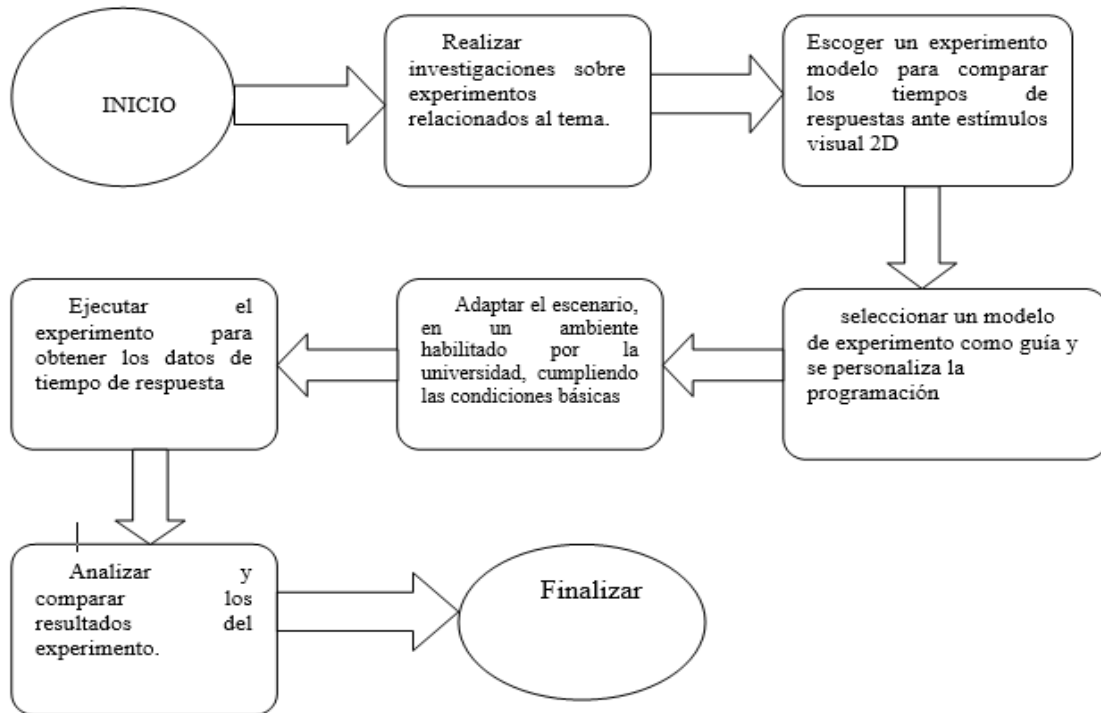 INICIO
Realizar
investigaciones sobre
experimentos
relacionados al tema.
Escoger un experimento
modelo para comparar
los tiempos de
respuestas ante estímulos
visual 2D
seleccionar un modelo
de experimento como guía y
se personaliza la
programación
Adaptar el escenario,
en un ambiente
habilitado por la
universidad, cumpliendo
las condiciones básicas
Ejecutar el
experimento para
obtener los datos de
tiempo de respuesta
Analizar y
comparar los
resultados del
experimento.
Finalizar